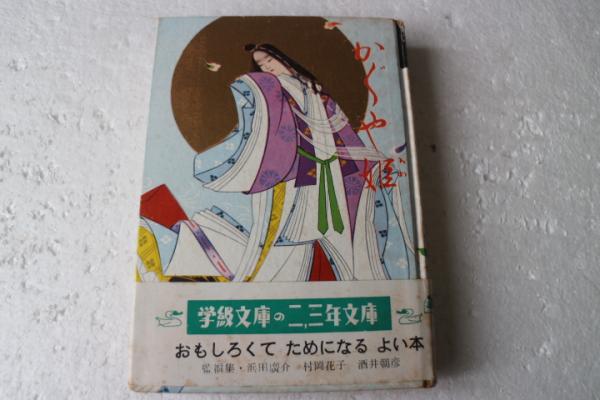 かぐや姫
学級文庫の二,三年文庫
おもしろくて ためになる よい本
監修・浜田廣介 村岡花子 酒井朝彦